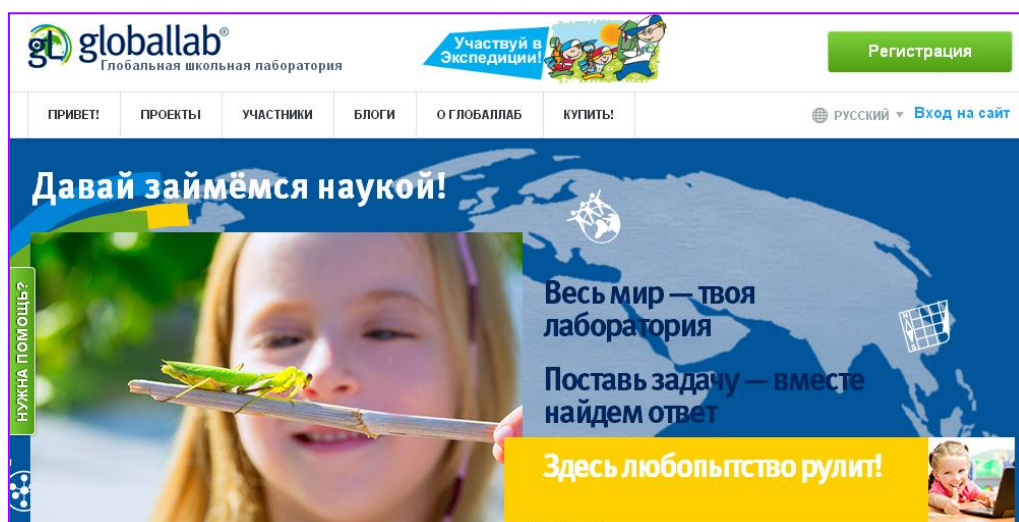 gL globallab®
Глобальная школьная лаборатория
Участвуй в
Экспедиции!
Регистрация
ПРИВЕТ! ПРОЕКТЫ УЧАСТНИКИ БЛОГИ О ГЛОБАЛЛАБ КУПИТЬ! РУССКИЙ Вход на сайт
Давай займёмся наукой!
НУЖНА ПОМОЩЬ?
Весь мир — твоя
лаборатория
Поставь задачу — вместе
найдем ответ
Здесь любопытство рулит!